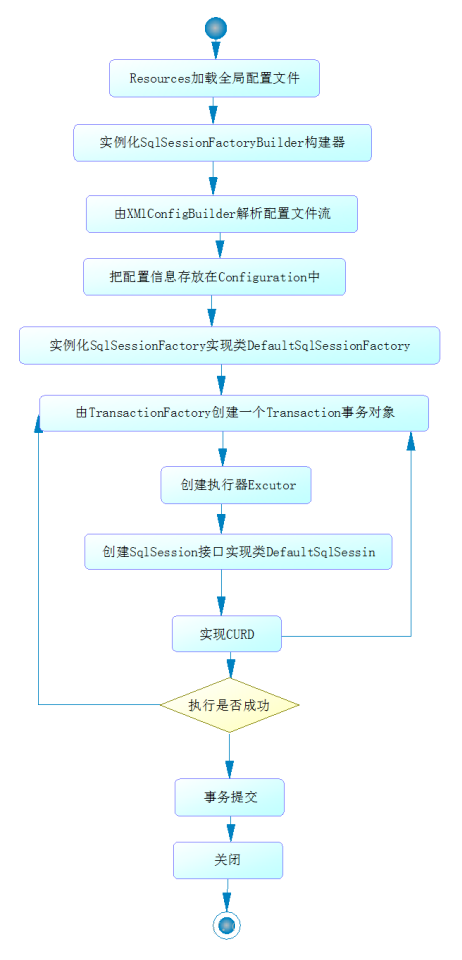 Resources加载全局配置文件
实例化SqlSessionFactoryBuilder构建器
由XMlConfigBuilder解析配置文件流
把配置信息存放在Configuration中
实例化SqlSessionFactory实现类DefaultSqlSessionFactory
由TransactionFactory创建一个Transaction事务对象
创建执行器Excutor
创建SqlSession接口实现类DefaultSqlSessin
实现CURD
执行是否成功
事务提交
关闭